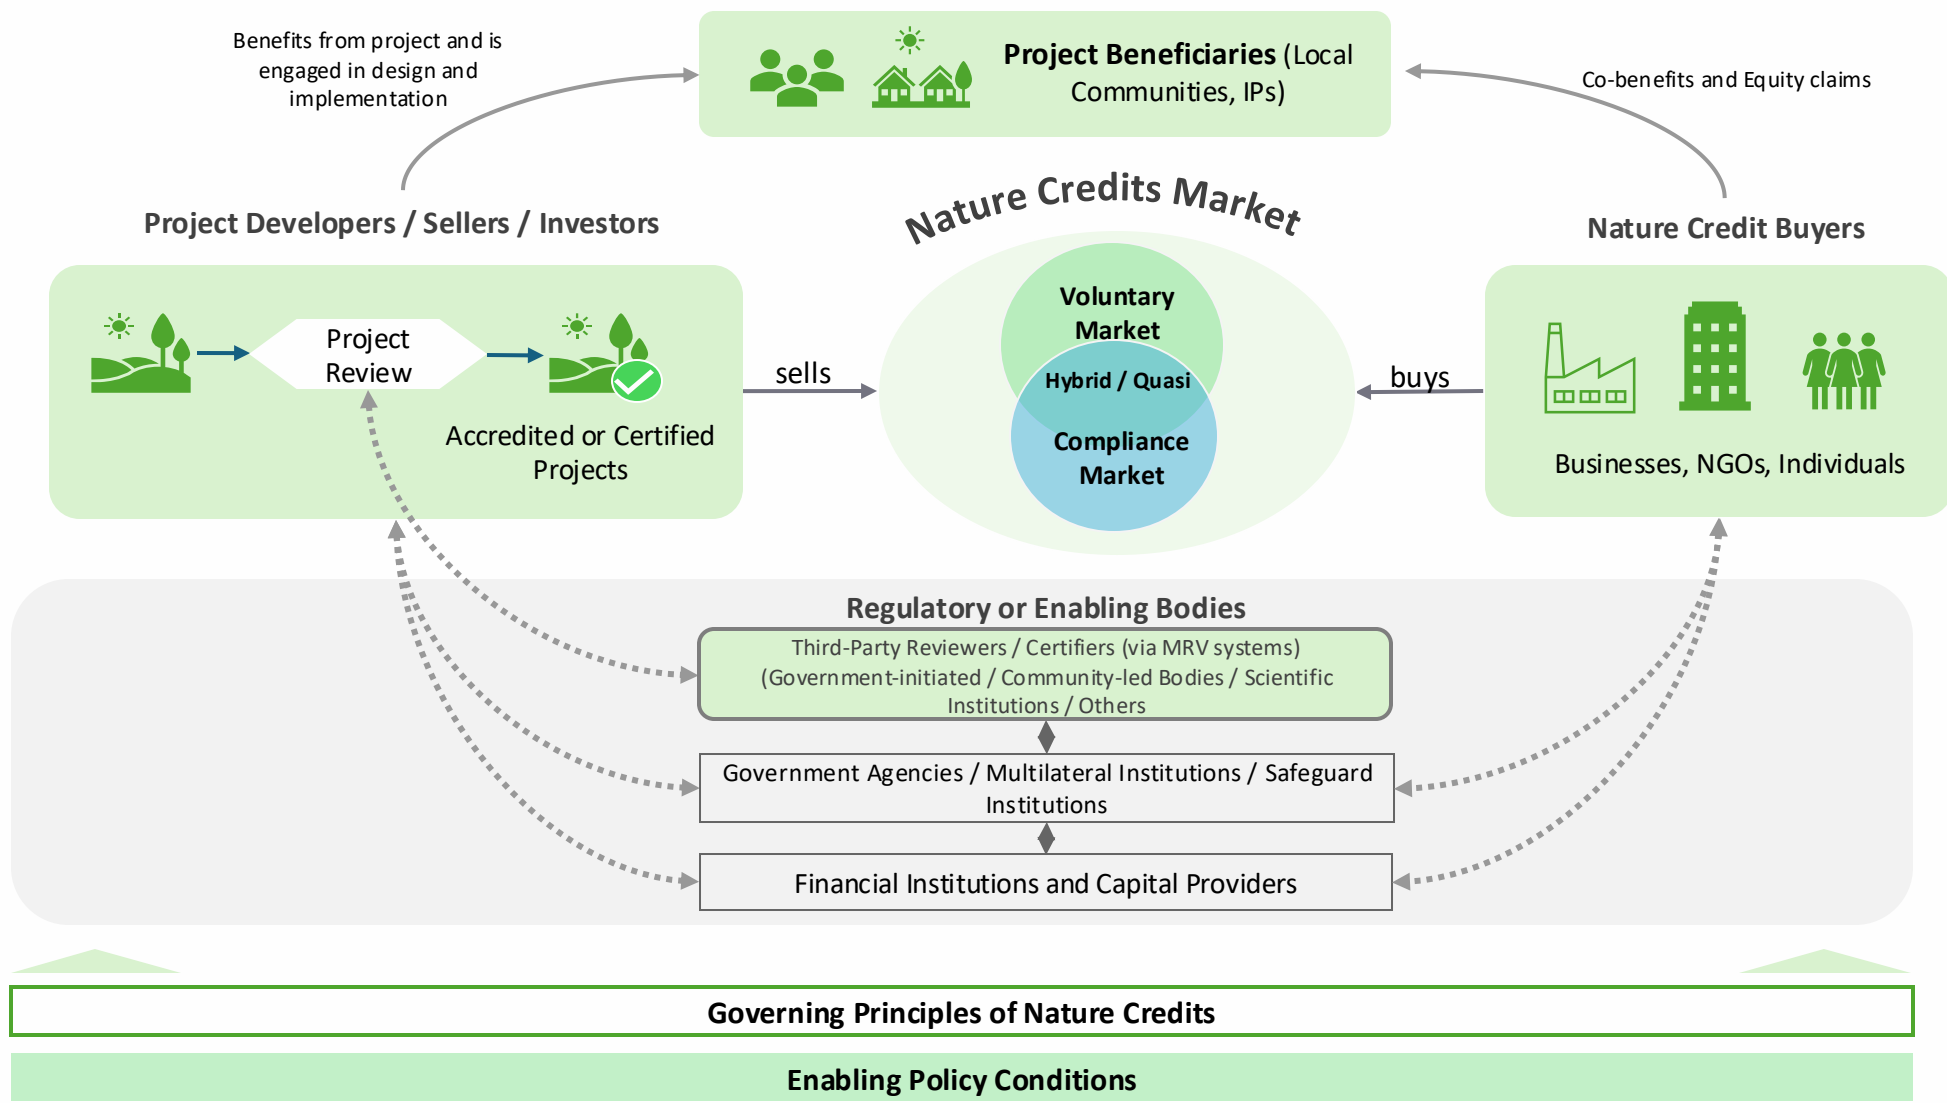 Benefits from project and is
engaged in design and
implementation
Project Beneficiaries (Local
Communities, IPs)
Co-benefits and Equity claims
Project Developers / Sellers / Investors
Nature Credits Market
Nature Credit Buyers
Project
Review
Accredited or Certified
Projects
sells
Voluntary
Market
Hybrid / Quasi
Compliance
Market
buys
Businesses, NGOs, Individuals
Regulatory or Enabling Bodies
Third-Party Reviewers / Certifiers (via MRV systems)
(Government-initiated / Community-led Bodies / Scientific
Institutions / Others
Government Agencies / Multilateral Institutions / Safeguard
Institutions
Financial Institutions and Capital Providers
Governing Principles of Nature Credits
Enabling Policy Conditions